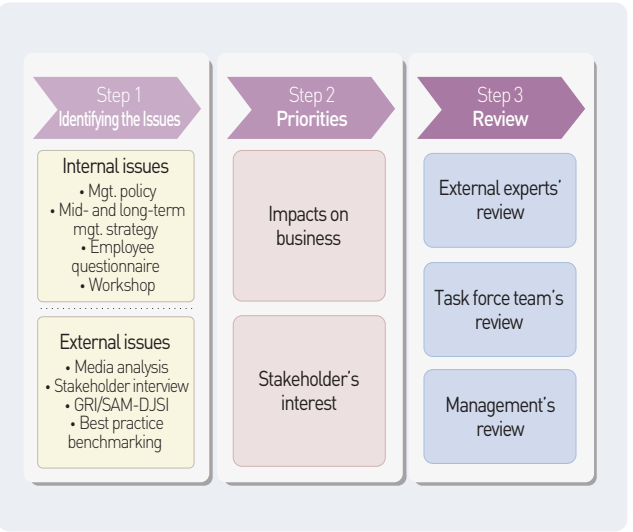 Step 1
Identifying the Issues
Internal issues
• Mgt. policy
• Mid- and long-term
mgt. strategy
• Employee
questionnaire
• Workshop
External issues
• Media analysis
• Stakeholder interview
• GRI/SAM-DJSI
• Best practice
benchmarking
Step 2
Priorities
Impacts on
business
Stakeholder's
interest
Step 3
Review
External experts'
review
Task force team's
review
Management's
review